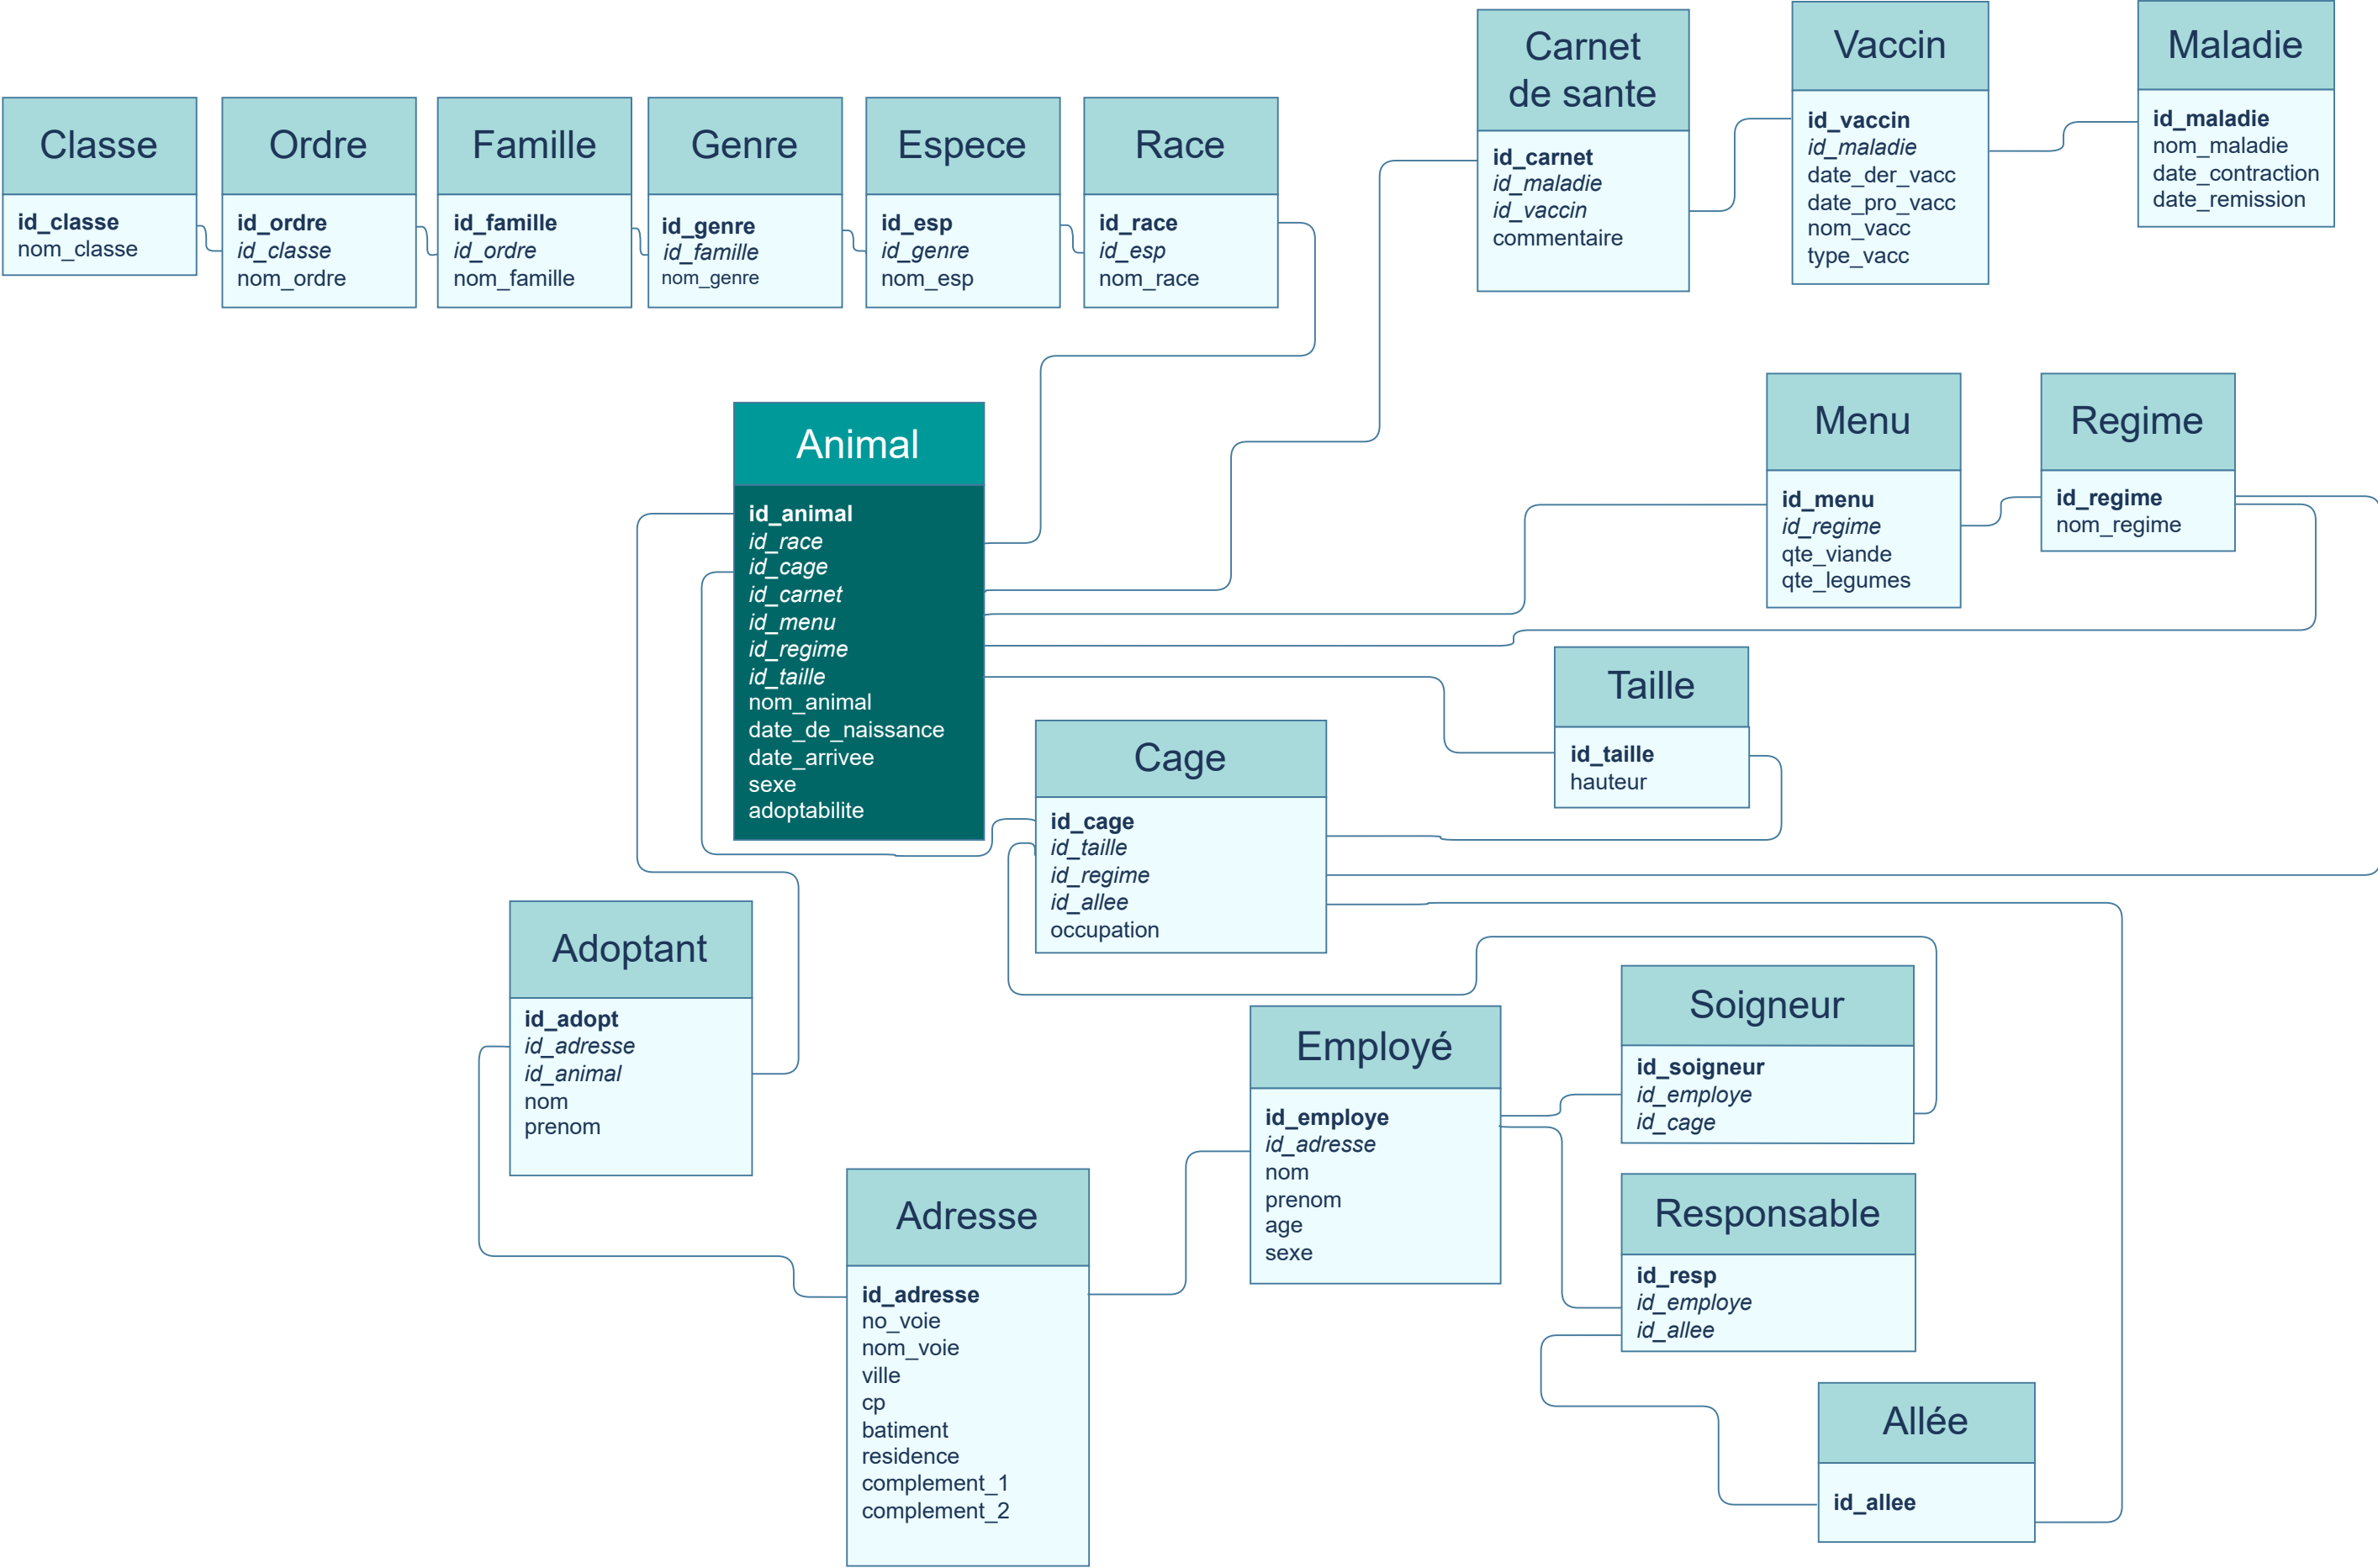 Classe
id_classe
nom_classe
Ordre
id_ordre
id_classe
nom_ordre
Famille
id_famille
id_ordre
nom_famille
Genre
id_genre
id_famille
nom_genre
Espece
id_esp
id_genre
nom_esp
Race
id_race
id_esp
nom_race
Carnet
de sante
id_carnet
id_maladie
id_vaccin
commentaire
Vaccin
id_vaccin
id_maladie
date_der_vacc
date_pro_vacc
nom_vacc
type_vacc
Maladie
id_maladie
nom_maladie
date_contraction
date_remission
Animal
id_animal
id_race
id_cage
id_carnet
id_menu
id_regime
id_taille
nom_animal
date_de_naissance
date_arrivee
sexe
adoptabilite
Menu
id_menu
id_regime
qte_viande
qte_legumes
Regime
id_regime
nom_regime
Taille
id_taille
hauteur
Cage
id_cage
id_taille
id_regime
id_allee
occupation
Adoptant
id_adopt
id_adresse
id_animal
nom
prenom
Adresse
id_adresse
no_voie
nom_voie
ville
cp
batiment
residence
complement_1
complement_2
Employé
id_employe
id_adresse
nom
prenom
age
sexe
Soigneur
id_soigneur
id_employe
id_cage
Responsable
id_resp
id_employe
id_allee
Allée
id_allee